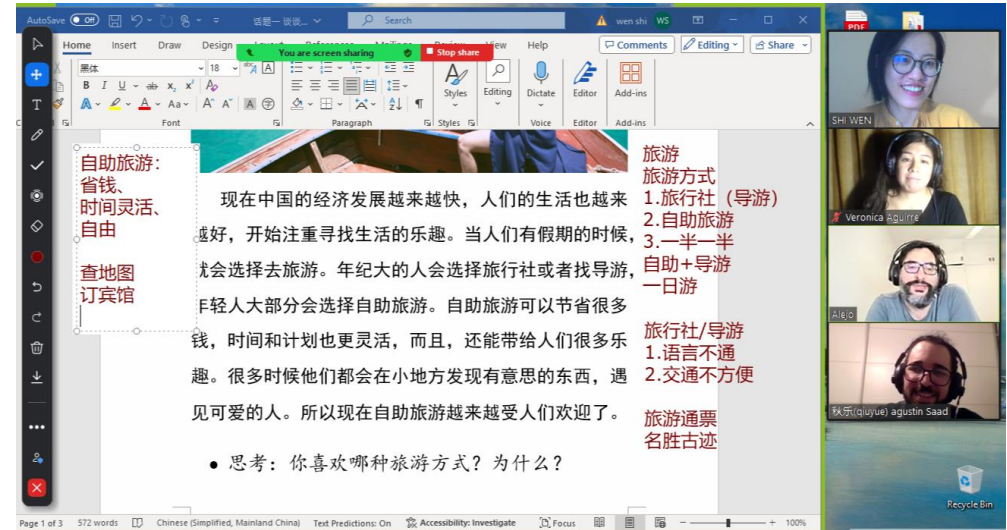 AutoSave Off 话题一 谈谈... Search wen shi WS
Home Insert Draw Design View Help Comments Editing Share
You are screen sharing Stop share
黑体 18
B I U ab x₂ x² A
A A Aa A A A
Styles Editing Dictate Editor Add-ins
Font Paragraph Styles Voice Editor Add-ins
自助旅游：
省钱、
时间灵活、
自由
查地图
订宾馆
现在中国的经济发展越来越快，人们的生活也越来
越好，开始注重寻找生活的乐趣。当人们有假期的时候，
就会选择去旅游。年纪大的人会选择旅行社或者找导游，
年轻人大部分会选择自助旅游。自助旅游可以节省很多
钱，时间和计划也更灵活，而且，还能带给人们很多乐
趣。很多时候他们都会在小地方发现有意思的东西，遇
见可爱的人。所以现在自助旅游越来越受人们欢迎了。
• 思考：你喜欢哪种旅游方式？为什么？
旅游
旅游方式
1.旅行社（导游）
2.自助旅游
3.一半一半
自助+导游
一日游
旅行社/导游
1.语言不通
2.交通不方便
旅游通票
名胜古迹
Page 1 of 3 572 words Chinese (Simplified, Mainland China) Text Predictions: On Accessibility: Investigate Focus 100%
PDF
SHI WEN
Veronica Aguirre
Alejo
秋乐(qiuyue) agustin Saad
Recycle Bin